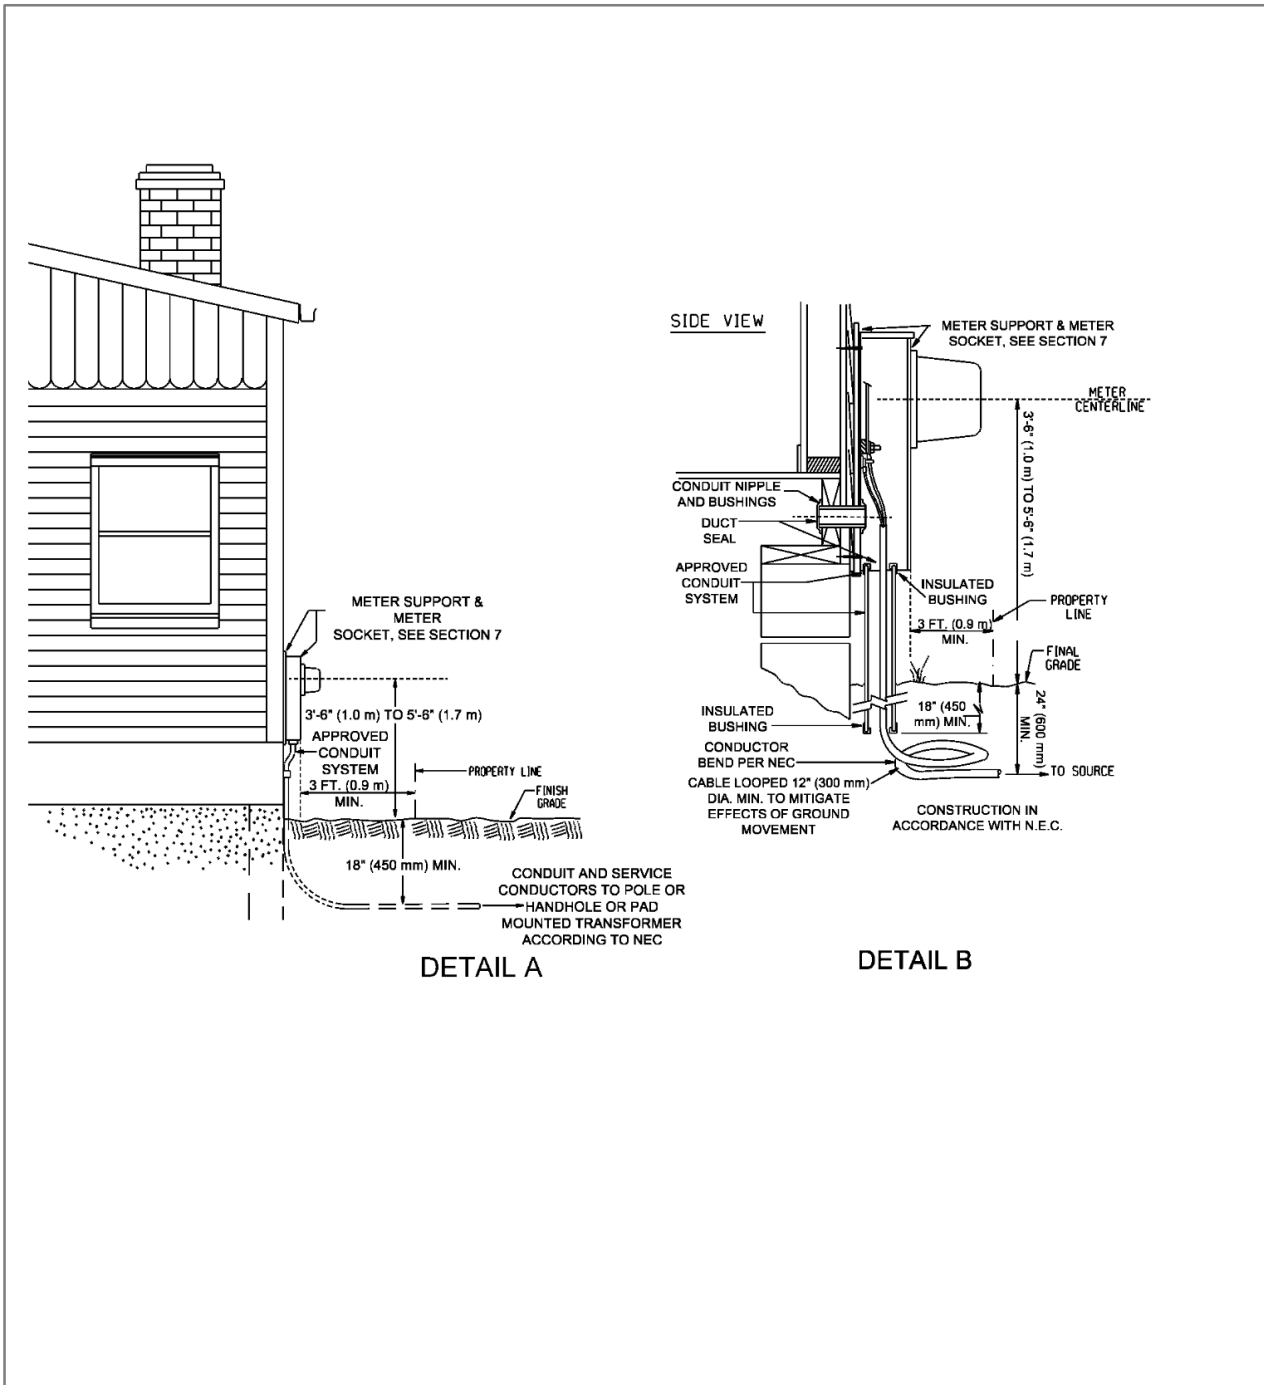 METER SUPPORT &
METER
SOCKET, SEE SECTION 7
3'-6" (1.0 m) TO 5'-6" (1.7 m)
APPROVED
CONDUIT
SYSTEM
3 FT. (0.9 m)
MIN.
PROPERTY LINE
FINISH
GRADE
18" (450 mm) MIN.
CONDUIT AND SERVICE
CONDUCTORS TO POLE OR
HANDHOLE OR PAD
MOUNTED TRANSFORMER
ACCORDING TO NEC
DETAIL A
SIDE VIEW
METER SUPPORT & METER
SOCKET, SEE SECTION 7
METER
CENTERLINE
3'-6" (1.0 m) TO 5'-6" (1.7 m)
CONDUIT NIPPLE
AND BUSHINGS
DUCT
SEAL
APPROVED
CONDUIT
SYSTEM
INSULATED
BUSHING
3 FT. (0.9 m)
MIN.
PROPERTY
LINE
FINAL
GRADE
18" (450
mm) MIN.
24" (600 mm)
MIN.
INSULATED
BUSHING
CONDUCTOR
BEND PER NEC
CABLE LOOPED 12" (300 mm)
DIA. MIN. TO MITIGATE
EFFECTS OF GROUND
MOVEMENT
TO SOURCE
CONSTRUCTION IN
ACCORDANCE WITH N.E.C.
DETAIL B